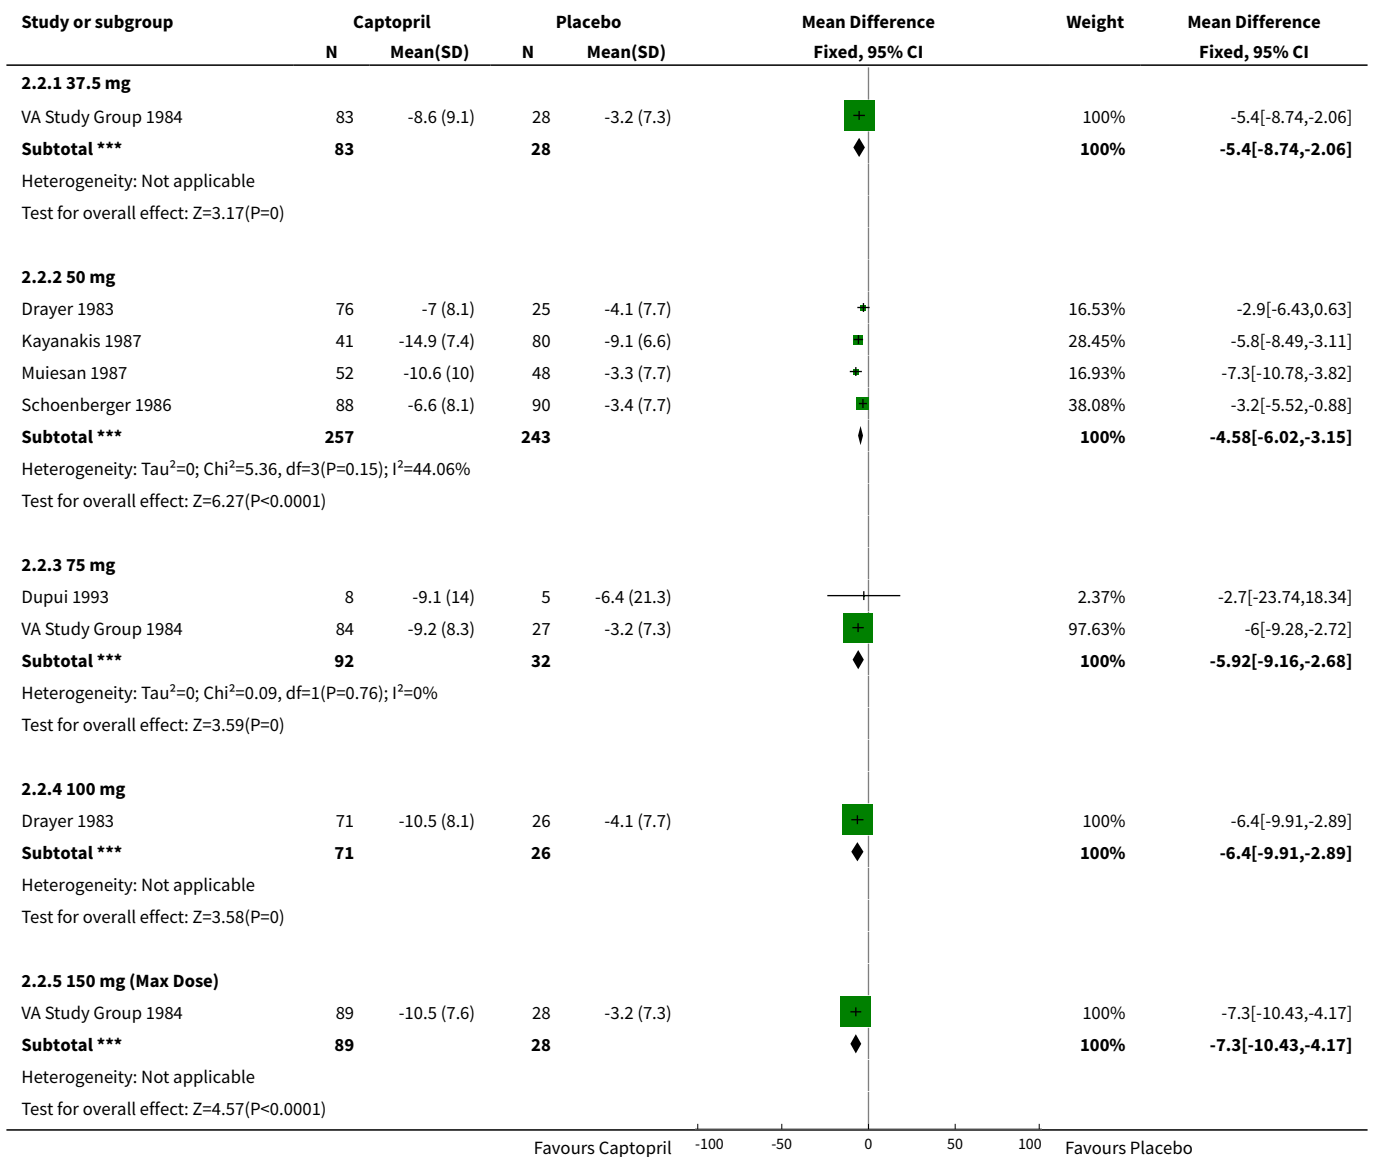 Study or subgroup Captopril Placebo Mean Difference Weight Mean Difference
N Mean(SD) N Mean(SD) Fixed, 95% CI Fixed, 95% CI
2.2.1 37.5 mg
VA Study Group 1984 83 -8.6 (9.1) 28 -3.2 (7.3) 100% -5.4[-8.74,-2.06]
Subtotal *** 83 28 100% -5.4[-8.74,-2.06]
Heterogeneity: Not applicable
Test for overall effect: Z=3.17(P=0)
2.2.2 50 mg
Drayer 1983 76 -7 (8.1) 25 -4.1 (7.7) 16.53% -2.9[-6.43,0.63]
Kayanakis 1987 41 -14.9 (7.4) 80 -9.1 (6.6) 28.45% -5.8[-8.49,-3.11]
Muiesan 1987 52 -10.6 (10) 48 -3.3 (7.7) 16.93% -7.3[-10.78,-3.82]
Schoenberger 1986 88 -6.6 (8.1) 90 -3.4 (7.7) 38.08% -3.2[-5.52,-0.88]
Subtotal *** 257 243 100% -4.58[-6.02,-3.15]
Heterogeneity: Tau²=0; Chi²=5.36, df=3(P=0.15); I²=44.06%
Test for overall effect: Z=6.27(P<0.0001)
2.2.3 75 mg
Dupui 1993 8 -9.1 (14) 5 -6.4 (21.3) 2.37% -2.7[-23.74,18.34]
VA Study Group 1984 84 -9.2 (8.3) 27 -3.2 (7.3) 97.63% -6[-9.28,-2.72]
Subtotal *** 92 32 100% -5.92[-9.16,-2.68]
Heterogeneity: Tau²=0; Chi²=0.09, df=1(P=0.76); I²=0%
Test for overall effect: Z=3.59(P=0)
2.2.4 100 mg
Drayer 1983 71 -10.5 (8.1) 26 -4.1 (7.7) 100% -6.4[-9.91,-2.89]
Subtotal *** 71 26 100% -6.4[-9.91,-2.89]
Heterogeneity: Not applicable
Test for overall effect: Z=3.58(P=0)
2.2.5 150 mg (Max Dose)
VA Study Group 1984 89 -10.5 (7.6) 28 -3.2 (7.3) 100% -7.3[-10.43,-4.17]
Subtotal *** 89 28 100% -7.3[-10.43,-4.17]
Heterogeneity: Not applicable
Test for overall effect: Z=4.57(P<0.0001)
Favours Captopril -100 -50 0 50 100 Favours Placebo